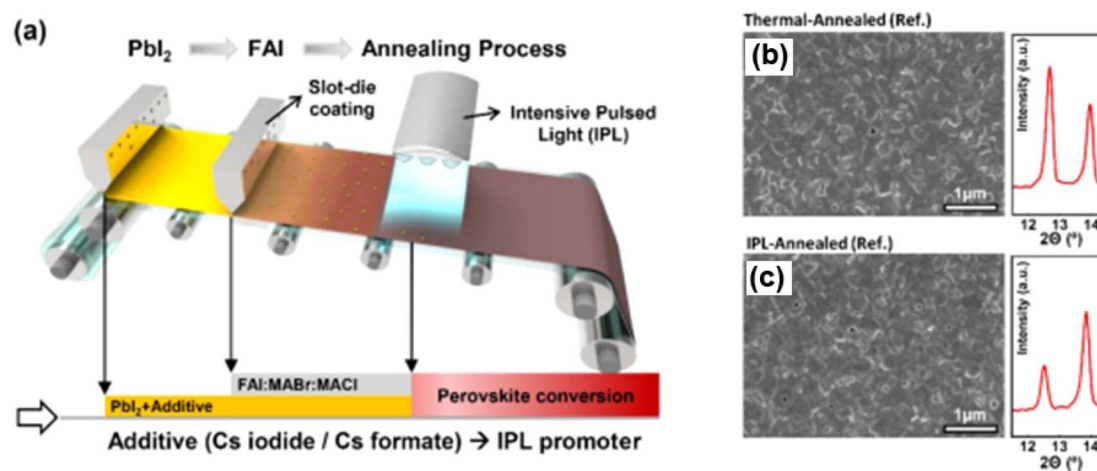 (a)
PbI₂ FAI Annealing Process
Slot-die
coating
Intensive Pulsed
Light (IPL)
FAI:MABr:MACl
PbI₂+Additive
Perovskite conversion
Additive (Cs iodide / Cs formate) → IPL promoter
Thermal-Annealed (Ref.)
(b)
1μm
Intensity (a.u.)
12 13 14
2Θ (°)
IPL-Annealed (Ref.)
(c)
1μm
Intensity (a.u.)
12 13 14
2Θ (°)